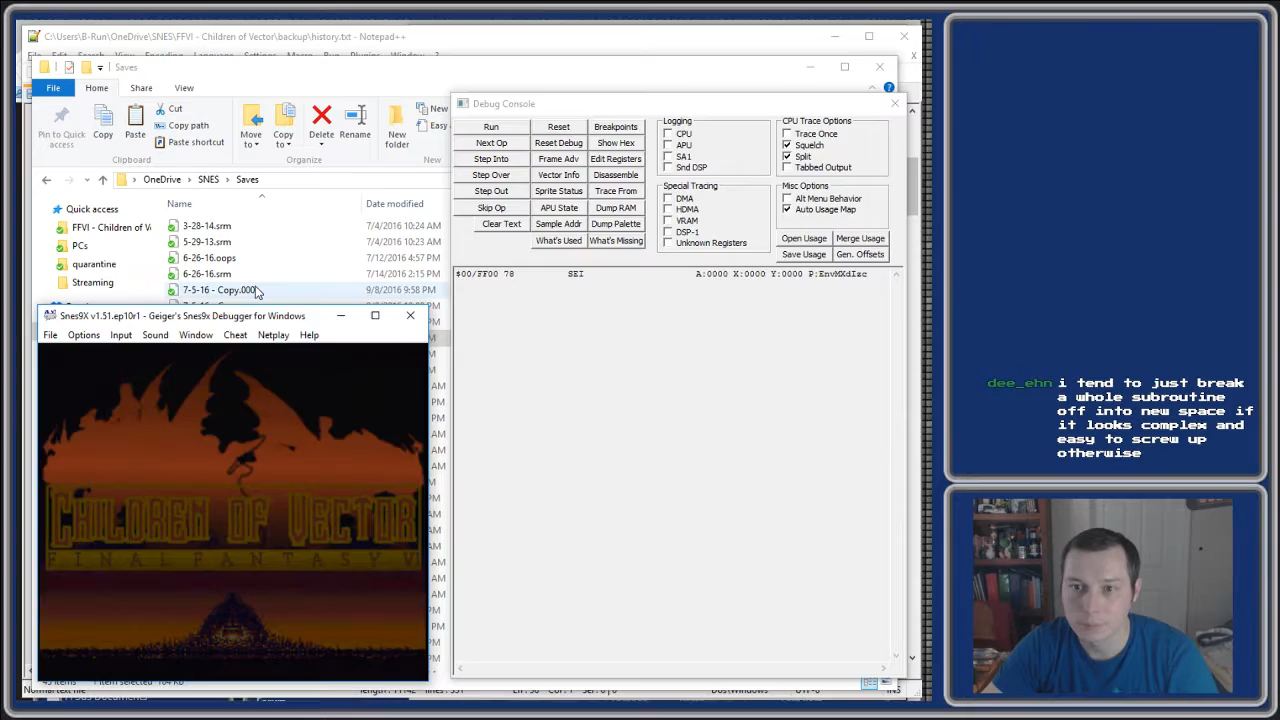 C:\Users\B-Run\OneDrive\SNES\FFVI - Children of Vector\backup\history.txt - Notepad++
Saves
File Home Share View
Pin to Quick access
Copy
Paste
Cut
Copy path
Paste shortcut
Move to
Copy to
Delete
Rename
New folder
New
Easy
Clipboard
Organize
New
OneDrive > SNES > Saves
Name Date modified
Quick access
FFVI - Children of V
PCs
quarantine
Streaming
3-28-14.srm 7/4/2016 10:24 AM
5-29-13.srm 7/4/2016 10:23 AM
6-26-16.oops 7/12/2016 4:57
6-26-16.srm 7/14/2016 2:15
7-5-16 - Copy.000 9/8/2016 9:58 PM
Snes9X v1.51.ep10r1 - Geiger's Snes9x Debugger for Windows
File Options Input Sound Window Cheat Netplay Help
Children of Vector
FINAL FANTASY V
Debug Console
Run Reset Breakpoints
Next Op Reset Debug Show Hex
Step Into Frame Adv Edit Registers
Step Over Vector Info Disassemble
Step Out Sprite Status Trace From
Skip Op APU State Dump RAM
Clear Text Sample Addr Dump Palette
What's Used What's Missing
Logging
CPU
APU
SA1
Snd DSP
Special Tracing
DMA
HDMA
VRAM
DSP-1
Unknown Registers
CPU Trace Options
Trace Once
Squelch
Split
Tabbed Output
Misc Options
Alt Menu Behavior
Auto Usage Map
Open Usage Merge Usage
Save Usage Gen. Offsets
$00/FF00 78 SEI A:0000 X:0000 Y:0000 P:EnvMXdIzc
dee_ehn i tend to just break
a whole subroutine
off into new space if
it looks complex and
easy to screw up
otherwise